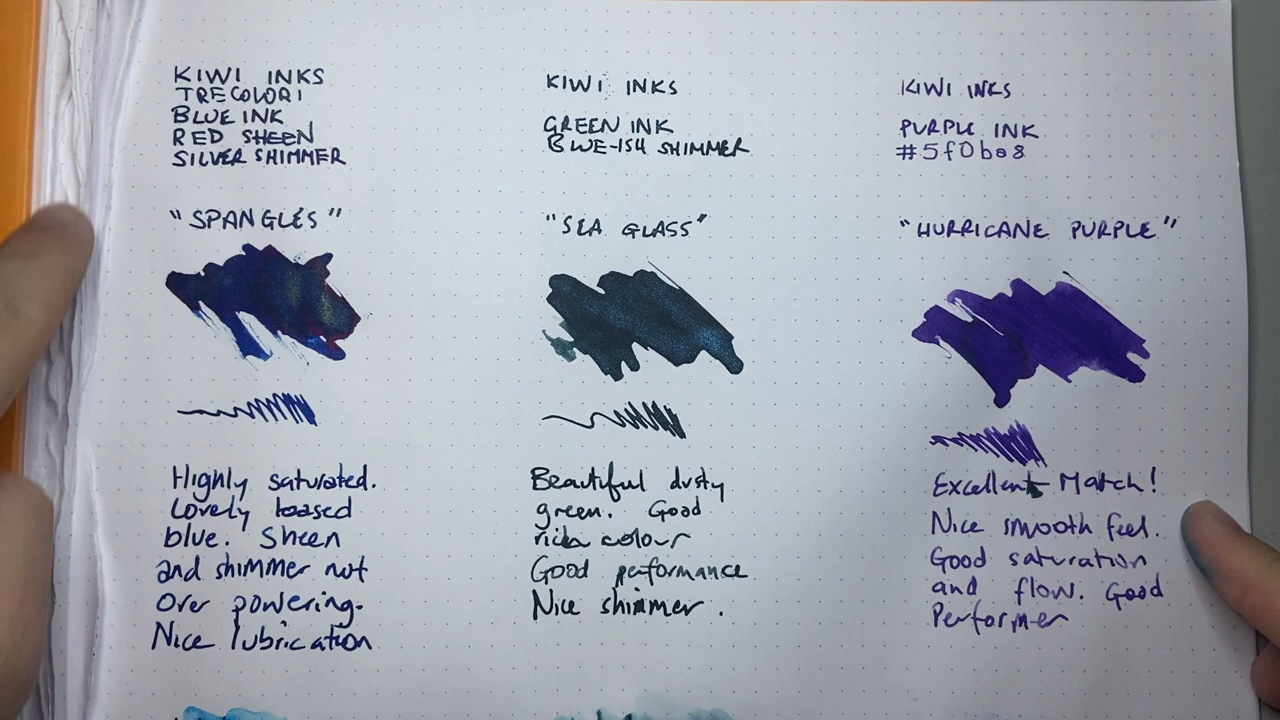 KIWI INKS
TRECOLORI
BLUE INK
RED SHEEN
SILVER SHIMMER
"SPANGLES"
Highly saturated.
Lovely based
blue. Sheen
and shimmer not
Over powering.
Nice lubrication
KIWI INKS
GREEN INK
BLUE-ISH SHIMMER
"SEA GLASS"
Beautiful dusty
green. Good
rich colour
Good performance
Nice shimmer.
KIWI INKS
PURPLE INK
#5f0ba8
"HURRICANE PURPLE"
Excellent Match!
Nice smooth feel.
Good saturation
and flow. Good
Performer